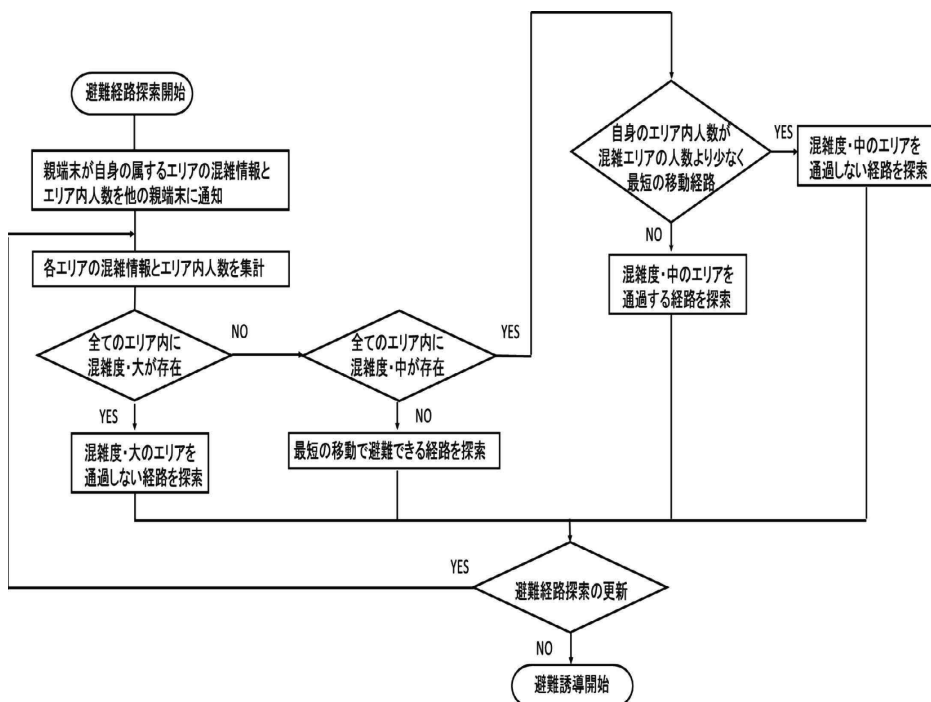 避難経路探索開始
親端末が自身の属するエリアの混雑情報と
エリア内人数を他の親端末に通知
各エリアの混雑情報とエリア内人数を集計
全てのエリア内に
混雑度・大が存在
NO
YES
混雑度・大のエリアを
通過しない経路を探索
全てのエリア内に
混雑度・中が存在
YES
NO
最短の移動で避難できる経路を探索
自身のエリア内人数が
混雑エリアの人数より少なく
最短の移動経路
YES
混雑度・中のエリアを
通過しない経路を探索
NO
混雑度・中のエリアを
通過する経路を探索
避難経路探索の更新
YES
NO
避難誘導開始